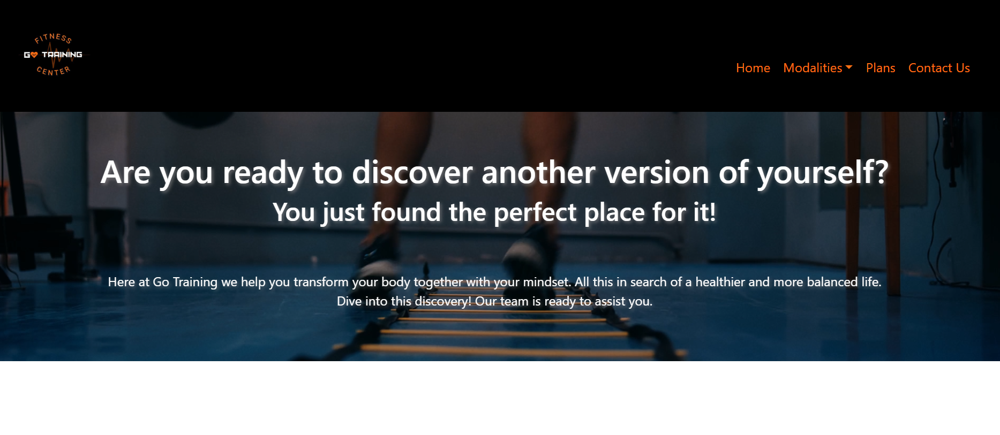 FITNESS
GO TRAINING
CENTER
Home Modalities Plans Contact Us
Are you ready to discover another version of yourself?
You just found the perfect place for it!
Here at Go Training we help you transform your body together with your mindset. All this in search of a healthier and more balanced life.
Dive into this discovery! Our team is ready to assist you.